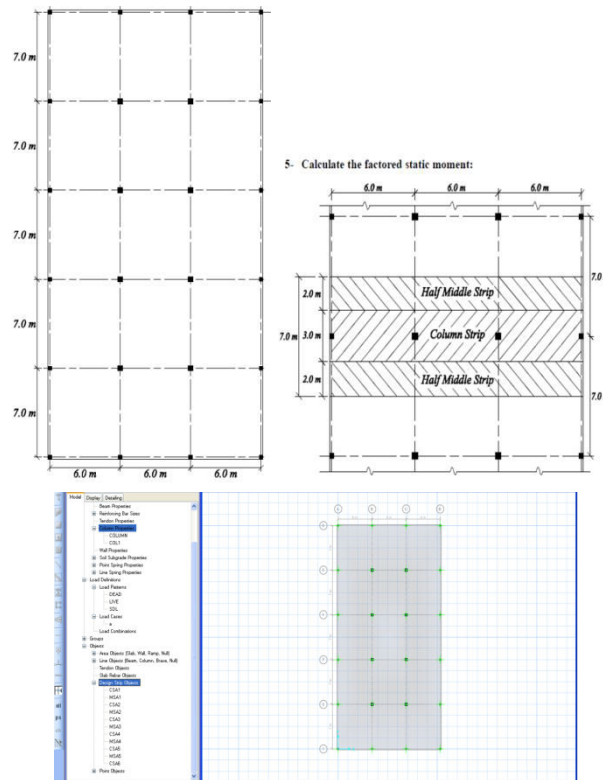 7.0 m
7.0 m
7.0 m
7.0 m
7.0 m
6.0 m
6.0 m
6.0 m
5- Calculate the factored static moment:
6.0 m
6.0 m
6.0 m
2.0 m
Half Middle Strip
7.0 m
3.0 m
Column Strip
2.0 m
Half Middle Strip
7.0
7.0
Model
Display
Detailing
Beam Properties
Reinforcing Bar Sizes
Tendon Properties
Column Properties
COLUMN
COL1
Wall Properties
Soil Subgrade Properties
Point Spring Properties
Line Spring Properties
Load Definitions
Load Patterns
DEAD
LIVE
SDL
Load Cases
Load Combinations
Groups
Objects
Area Objects (Slab, Wall, Ramp, Null)
Line Objects (Beam, Column, Brace, Null)
Tendon Objects
Slab Rebar Objects
Design Strip Objects
CSA1
MSA1
CSA2
MSA2
CSA3
MSA3
CSA4
MSA4
CSA5
MSA5
CSA6
Point Objects